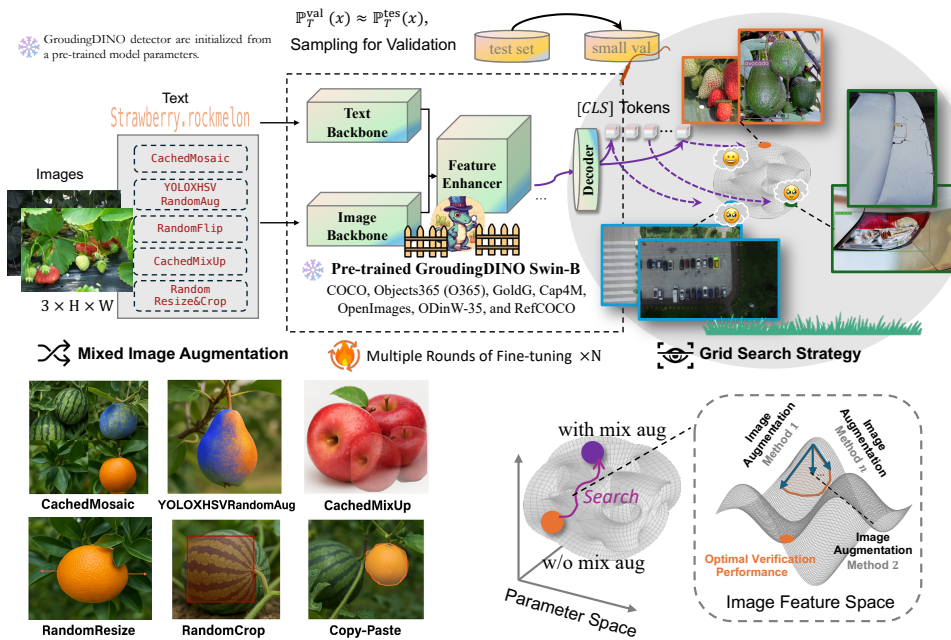 GroudingDINO detector are initialized from
a pre-trained model parameters.
ℙ_T^val (x) ≈ ℙ_T^tes(x),
Sampling for Validation
test set
small val
Text
Strawberry.rockmelon
Images
CachedMosaic
YOLOXHSV
RandomAug
RandomFlip
CachedMixUp
Random
Resize&Crop
3 × H × W
Text
Backbone
Image
Backbone
Feature
Enhancer
...
Decoder
[CLS] Tokens
...
avocado
Pre-trained GroudingDINO Swin-B
COCO, Objects365 (O365), GoldG, Cap4M,
OpenImages, ODinW-35, and RefCOCO
Mixed Image Augmentation
Multiple Rounds of Fine-tuning ×N
Grid Search Strategy
CachedMosaic
YOLOXHSVRandomAug
CachedMixUp
RandomResize
RandomCrop
Copy-Paste
with mix aug
Search
w/o mix aug
Parameter Space
Image
Augmentation
Method 1
Image
Augmentation
Method n
Image
Augmentation
Method 2
Optimal Verification
Performance
Image Feature Space